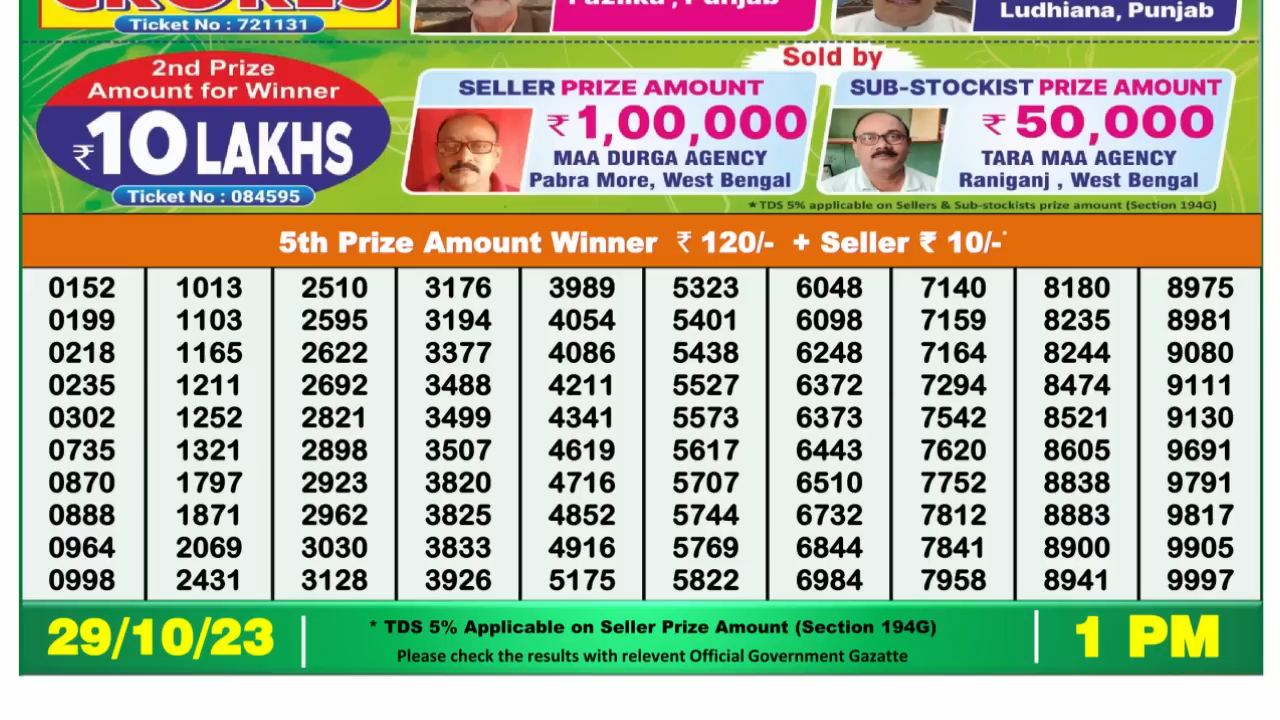 CRORES
Ticket No : 721131
Fazilka , Punjab
Ludhiana, Punjab
2nd Prize
Amount for Winner
₹10 LAKHS
Ticket No : 084595
Sold by
SELLER PRIZE AMOUNT
₹ 1,00,000
MAA DURGA AGENCY
Pabra More, West Bengal
SUB-STOCKIST PRIZE AMOUNT
₹ 50,000
TARA MAA AGENCY
Raniganj , West Bengal
★TDS 5% applicable on Sellers & Sub-stockists prize amount (Section 194G)
5th Prize Amount Winner ₹ 120/- + Seller ₹ 10/-*
0152 1013 2510 3176 3989 5323 6048 7140 8180 8975
0199 1103 2595 3194 4054 5401 6098 7159 8235 8981
0218 1165 2622 3377 4086 5438 6248 7164 8244 9080
0235 1211 2692 3488 4211 5527 6372 7294 8474 9111
0302 1252 2821 3499 4341 5573 6373 7542 8521 9130
0735 1321 2898 3507 4619 5617 6443 7620 8605 9691
0870 1797 2923 3820 4716 5707 6510 7752 8838 9791
0888 1871 2962 3825 4852 5744 6732 7812 8883 9817
0964 2069 3030 3833 4916 5769 6844 7841 8900 9905
0998 2431 3128 3926 5175 5822 6984 7958 8941 9997
29/10/23
* TDS 5% Applicable on Seller Prize Amount (Section 194G)
Please check the results with relevent Official Government Gazatte
1 PM